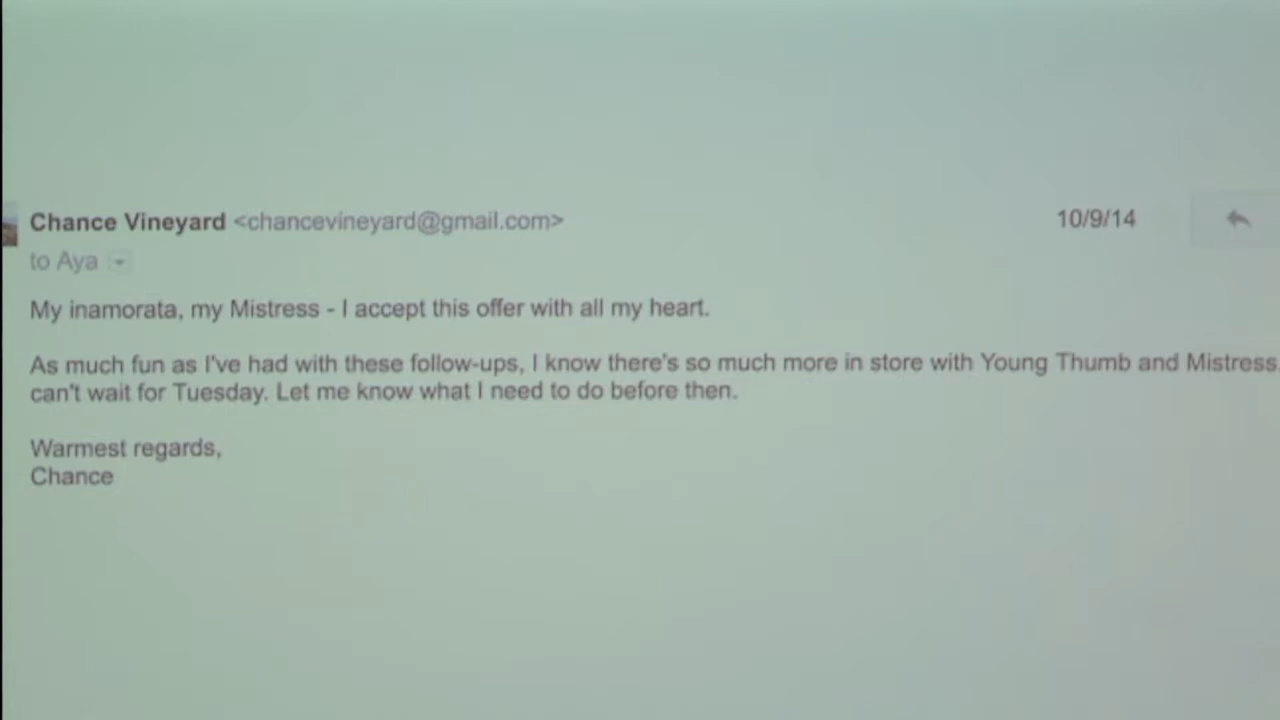 Chance Vineyard <chancevineyard@gmail.com>
10/9/14
to Aya
My inamorata, my Mistress - I accept this offer with all my heart.
As much fun as I've had with these follow-ups, I know there's so much more in store with Young Thumb and Mistress.
can't wait for Tuesday. Let me know what I need to do before then.
Warmest regards,
Chance